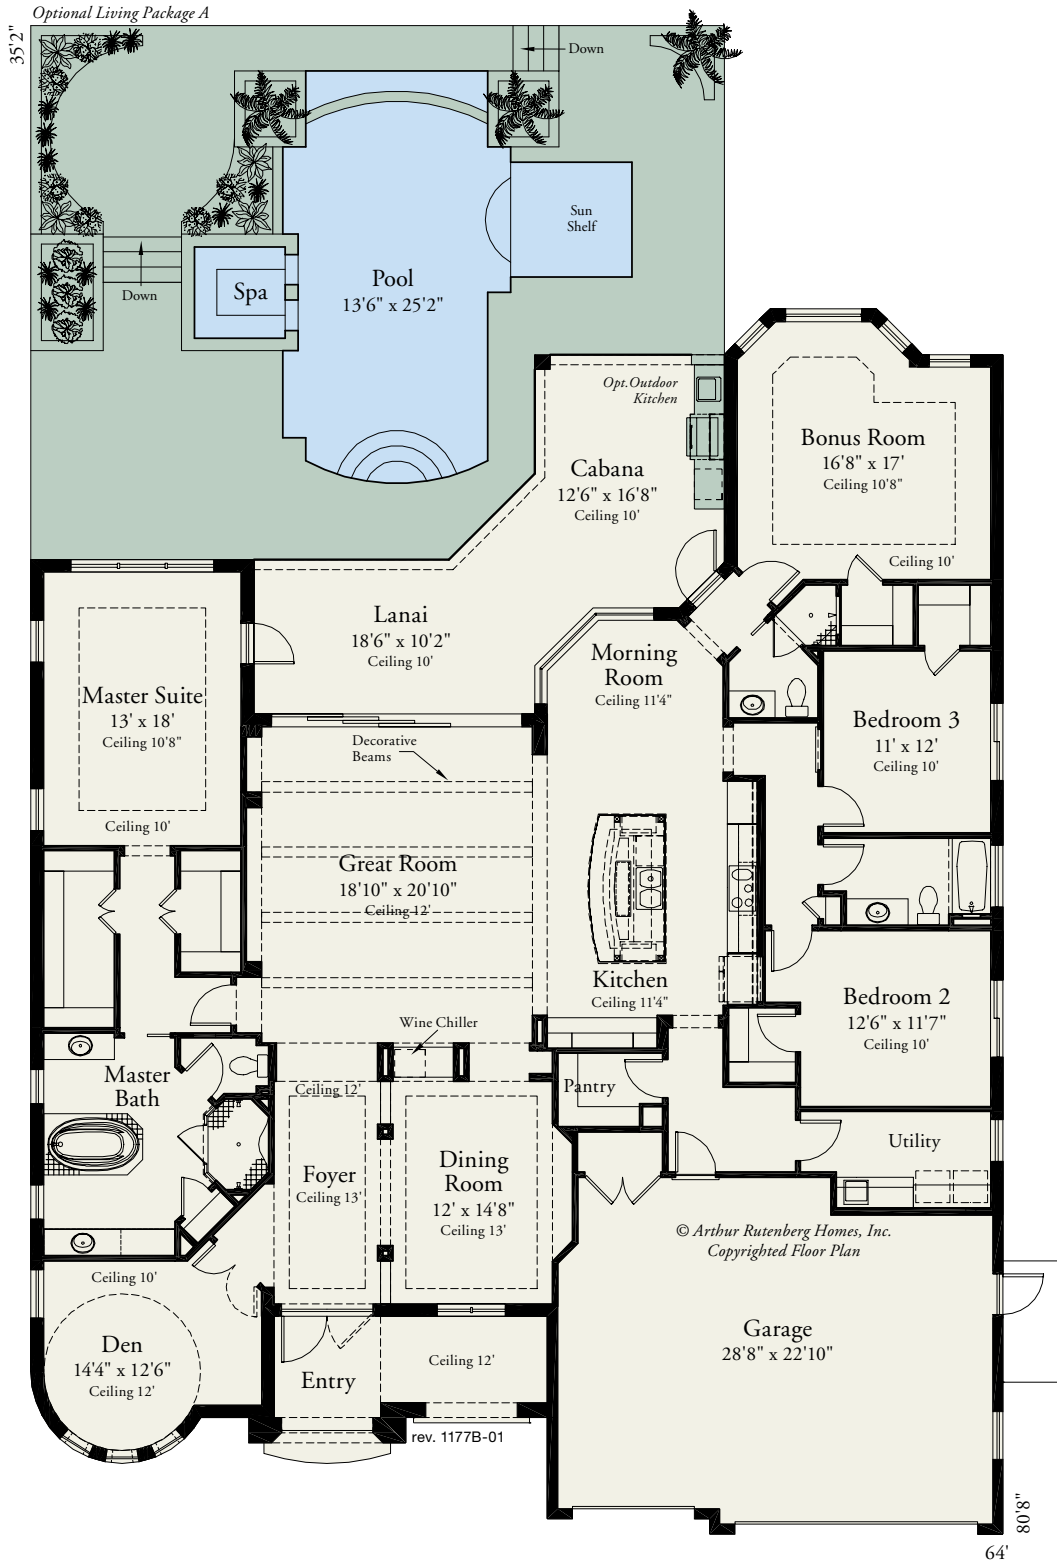 Optional Living Package A
35'2"
Down
Sun
Shelf
Pool
13'6" x 25'2"
Spa
Down
Opt.Outdoor
Kitchen
Cabana
12'6" x 16'8"
Ceiling 10'
Bonus Room
16'8" x 17'
Ceiling 10'8"
Ceiling 10'
Lanai
18'6" x 10'2"
Ceiling 10'
Morning
Room
Ceiling 11'4"
Master Suite
13' x 18'
Ceiling 10'8"
Ceiling 10'
Decorative
Beams
Bedroom 3
11' x 12'
Ceiling 10'
Great Room
18'10" x 20'10"
Ceiling 12'
Kitchen
Ceiling 11'4"
Bedroom 2
12'6" x 11'7"
Ceiling 10'
Wine Chiller
Master
Bath
Ceiling 12'
Pantry
Utility
Foyer
Ceiling 13'
Dining
Room
12' x 14'8"
Ceiling 13'
© Arthur Rutenberg Homes, Inc.
Copyrighted Floor Plan
Ceiling 10'
Den
14'4" x 12'6"
Ceiling 12'
Entry
Ceiling 12'
Garage
28'8" x 22'10"
rev. 1177B-01
80'8"
64'